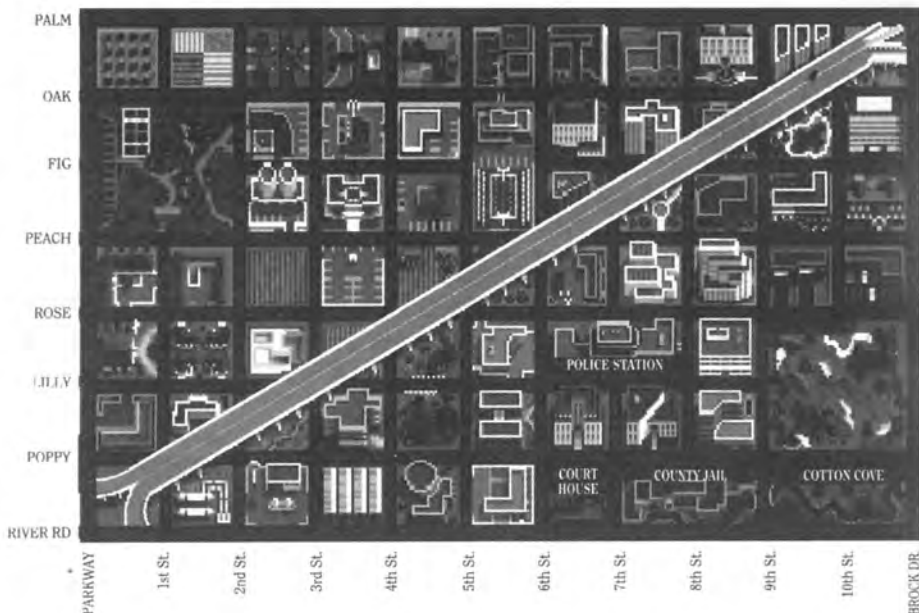 PALM
OAK
FIG
PEACH
ROSE
LILLY
POPPY
RIVER RD
POLICE STATION
COURT
HOUSE
COUNTY JAIL
COTTON COVE
PARKWAY
1st St.
2nd St.
3rd St.
4th St.
5th St.
6th St.
7th St.
8th St.
9th St.
10th St.
BROCK DR.